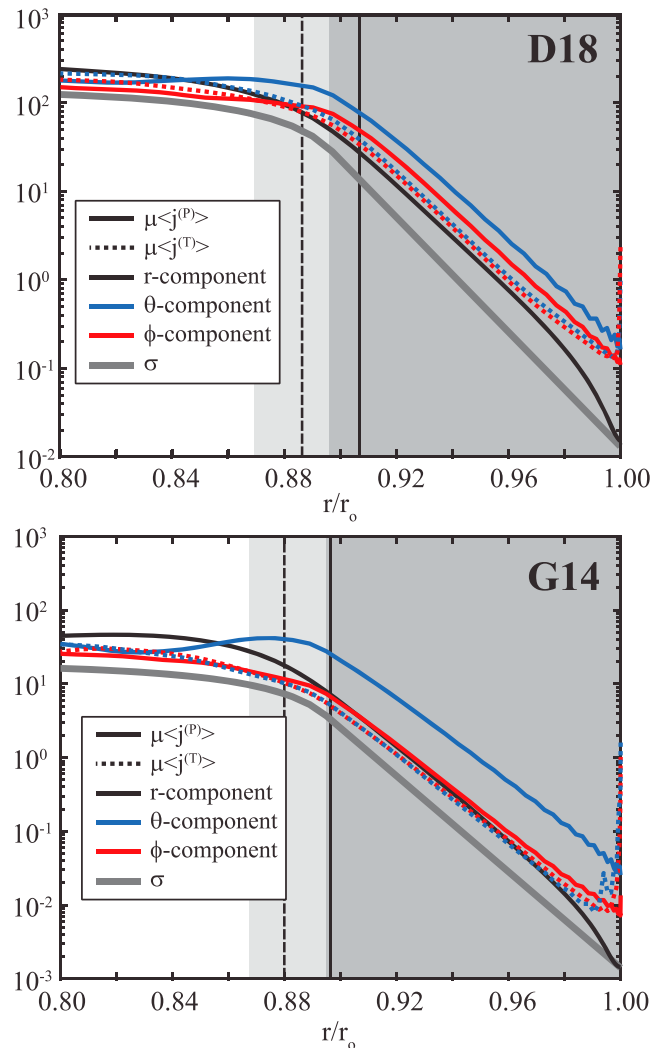 10³
D18
10²
10¹
μ<j⁽ᴾ⁾>
μ<j⁽ᵀ⁾>
10⁰
r-component
θ-component
φ-component
10⁻¹
σ
10⁻²
0.80 0.84 0.88 0.92 0.96 1.00
r/rₒ
10³
G14
10²
10¹
10⁰
μ<j⁽ᴾ⁾>
μ<j⁽ᵀ⁾>
r-component
10⁻¹
θ-component
φ-component
10⁻²
σ
10⁻³
0.80 0.84 0.88 0.92 0.96 1.00
r/rₒ